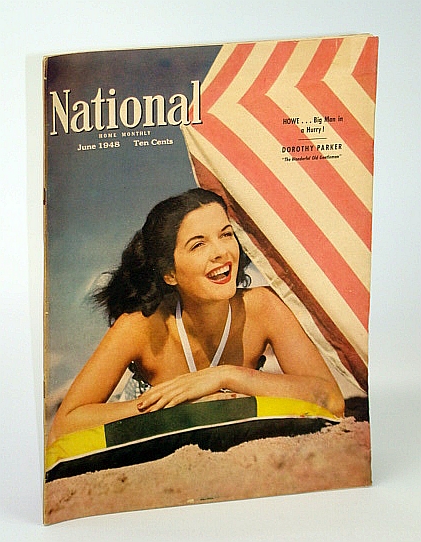 National
HOME MONTHLY
June 1948 Ten Cents
HOWE . . . Big Man in
a Hurry!
DOROTHY PARKER
"The Wonderful Old Gentleman"